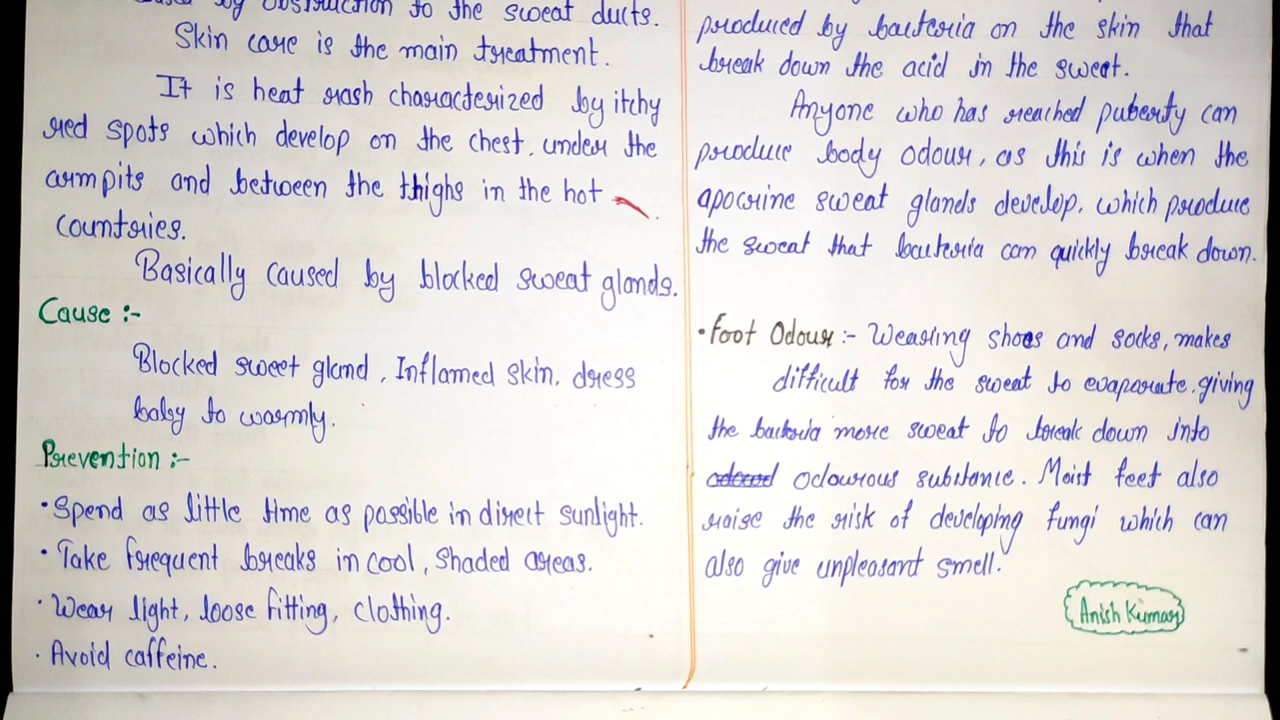 by obstruction to the sweat ducts.
Skin care is the main treatment.
It is heat rash characterized by itchy
red spots which develop on the chest, under the
armpits and between the thighs in the hot
countries.
Basically caused by blocked sweat glands.
Cause :-
Blocked sweet gland, Inflamed skin, dress
baby to warmly.
Prevention :-
• Spend as little time as possible in direct sunlight.
• Take frequent breaks in cool, shaded areas.
• Wear light, loose fitting, clothing.
• Avoid caffeine.
produced by bacteria on the skin that
break down the acid in the sweat.
Anyone who has reached puberty can
produce body odour, as this is when the
apocrine sweat glands develop, which produce
the sweat that bacteria can quickly break down.
• Foot Odour :- Wearing shoes and socks, makes
difficult for the sweat to evaporate, giving
the bacteria more sweat to break down into
odourous substance. Moist feet also
raise the risk of developing fungi which can
also give unpleasant smell.
Anish Kumar